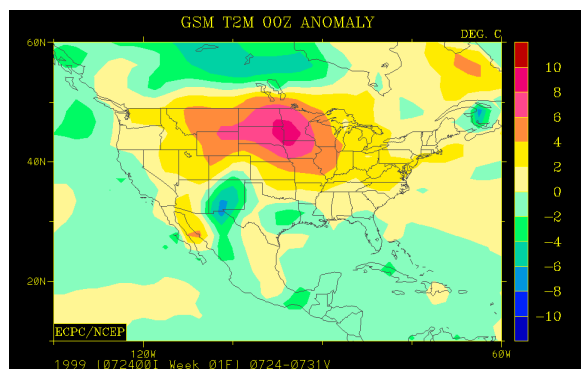 GSM T2M 00Z ANOMALY
DEG. C
60N
40N
20N
120W
60W
10
8
6
4
2
0
-2
-4
-6
-8
-10
ECPC/NCEP
1999 [072400] Week 01F] 0724-0731V